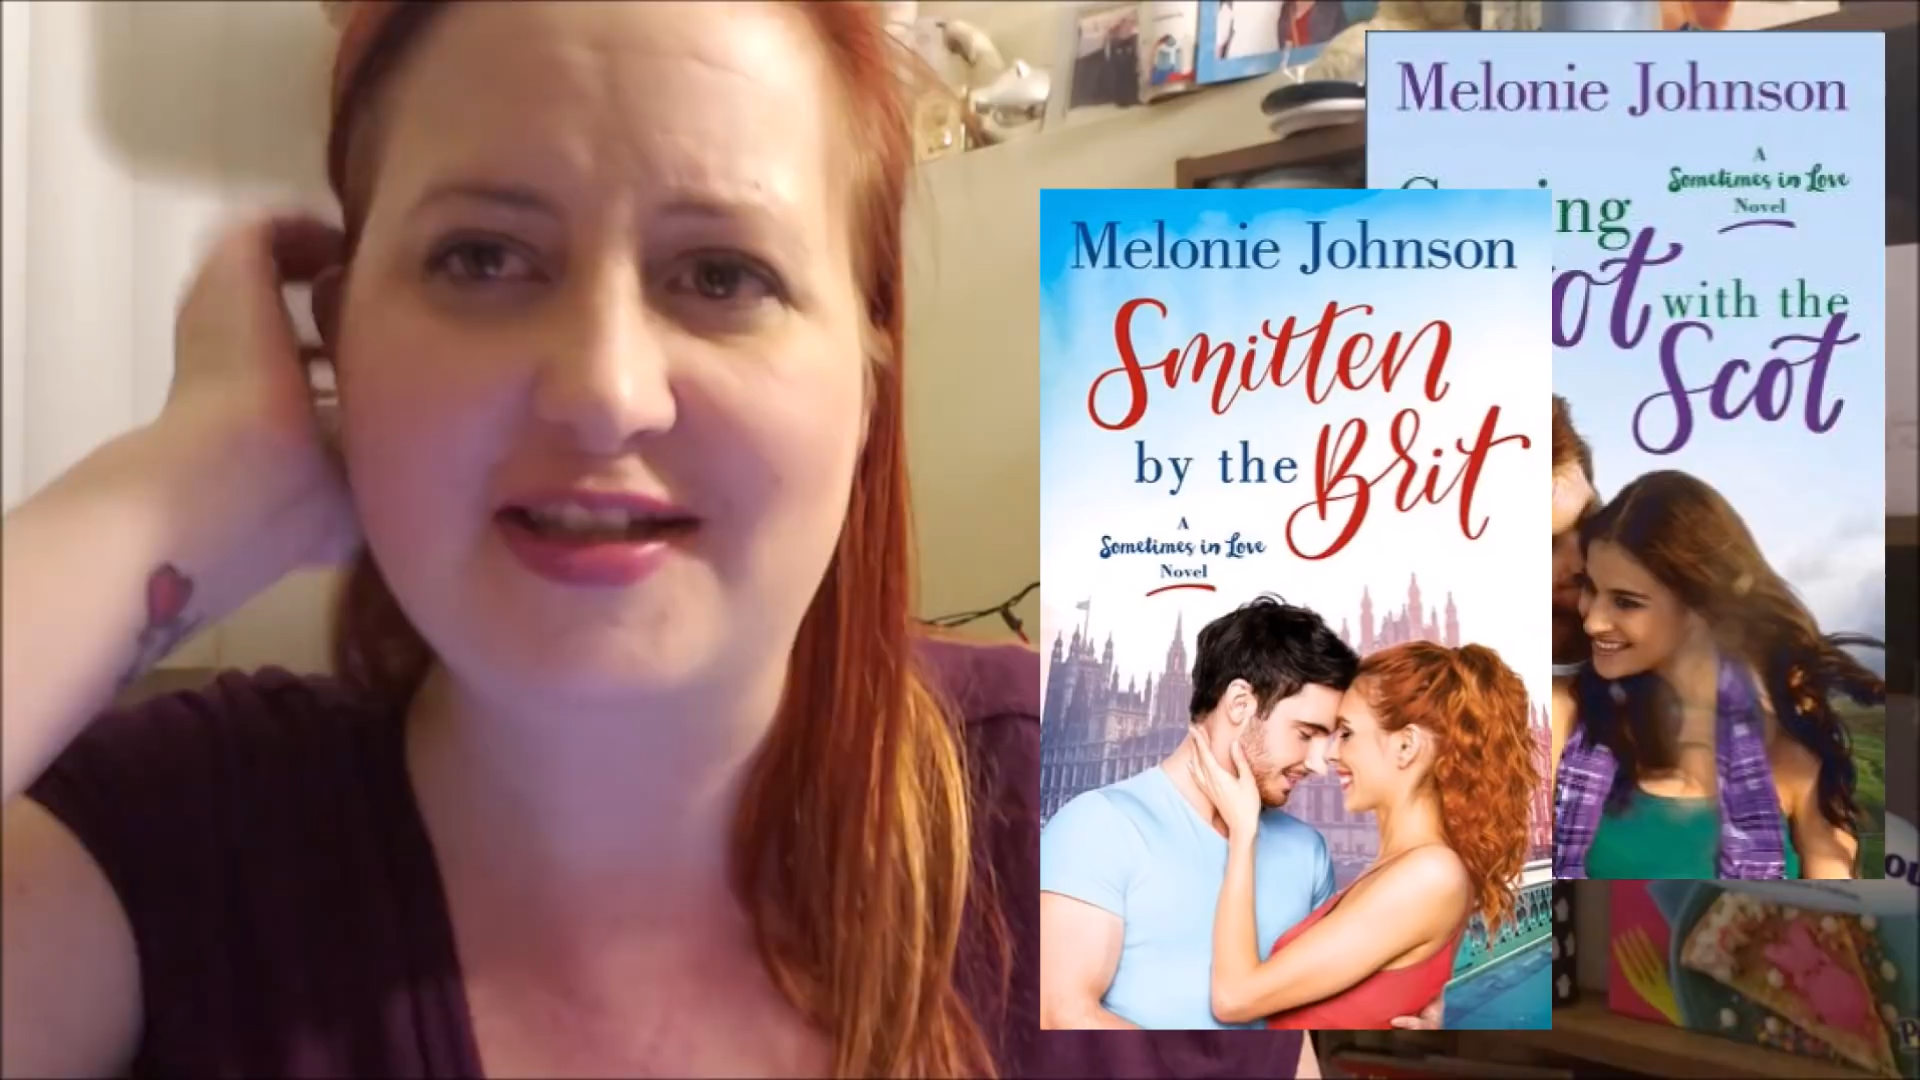 Melonie Johnson
Smitten
by the Brit
A
Sometimes in Love
Novel
Melonie Johnson
A
Sometimes in Love
Novel
with the
Scot